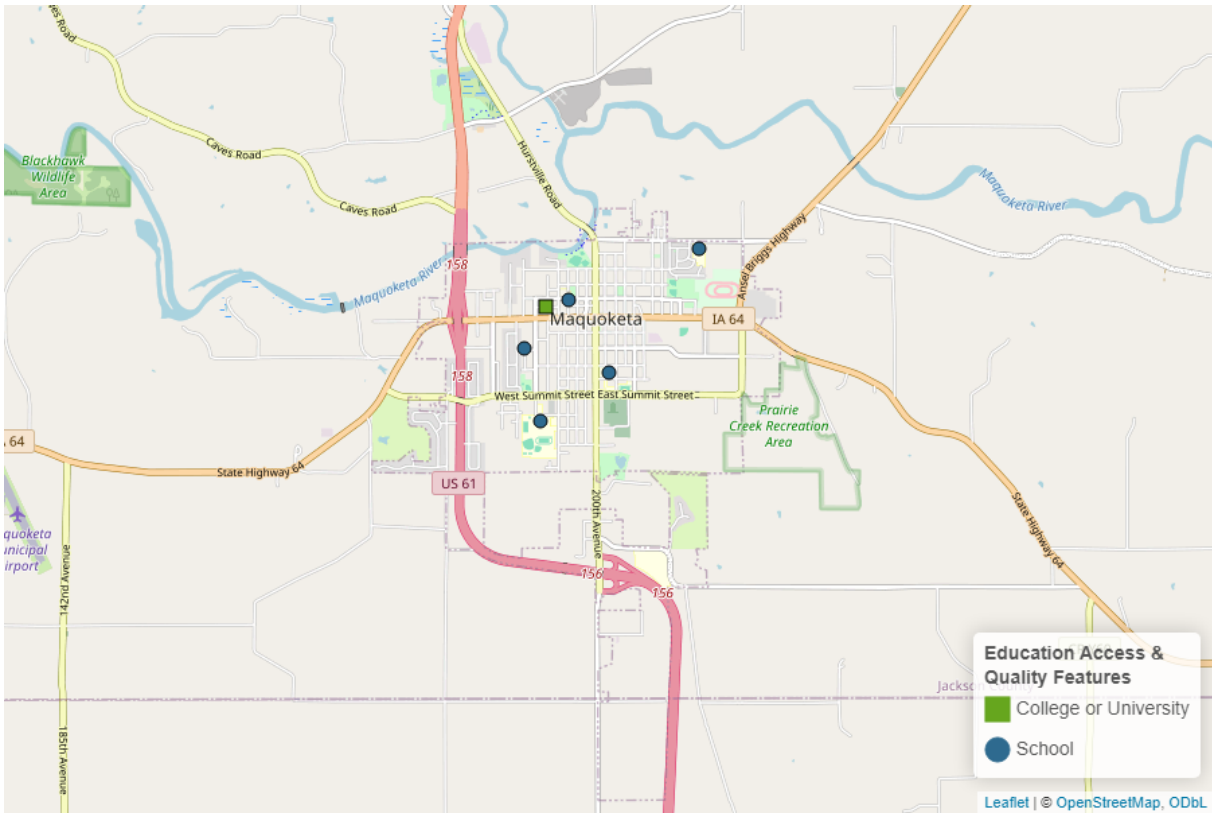 es Road
Caves Road
Caves Road
Blackhawk
Wildlife
Area
Hurstville Road
Maquoketa River
Maquoketa River
Ansel Briggs Highway
158
Maquoketa
IA 64
158
West Summit Street East Summit Street
Prairie
Creek Recreation
Area
64
State Highway 64
US 61
200th Avenue
State Highway 64
quoketa
unicipal
irport
142nd Avenue
156
156
185th Avenue
Jackson County
Education Access &
Quality Features
College or University
School
Leaflet | © OpenStreetMap, ODbL